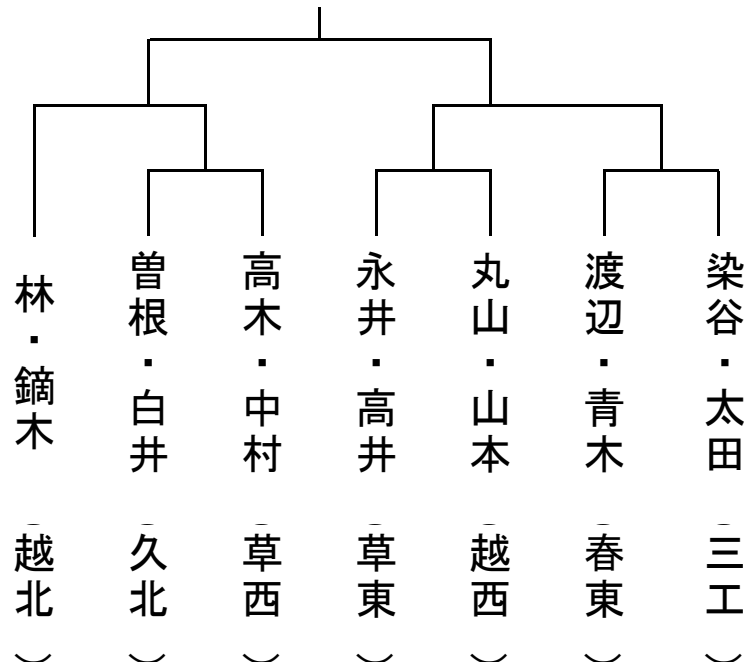 林・鏑木（越北）
曽根・白井（久北）
高木・中村（草西）
永井・高井（草東）
丸山・山本（越西）
渡辺・青木（春東）
染谷・太田（三工）